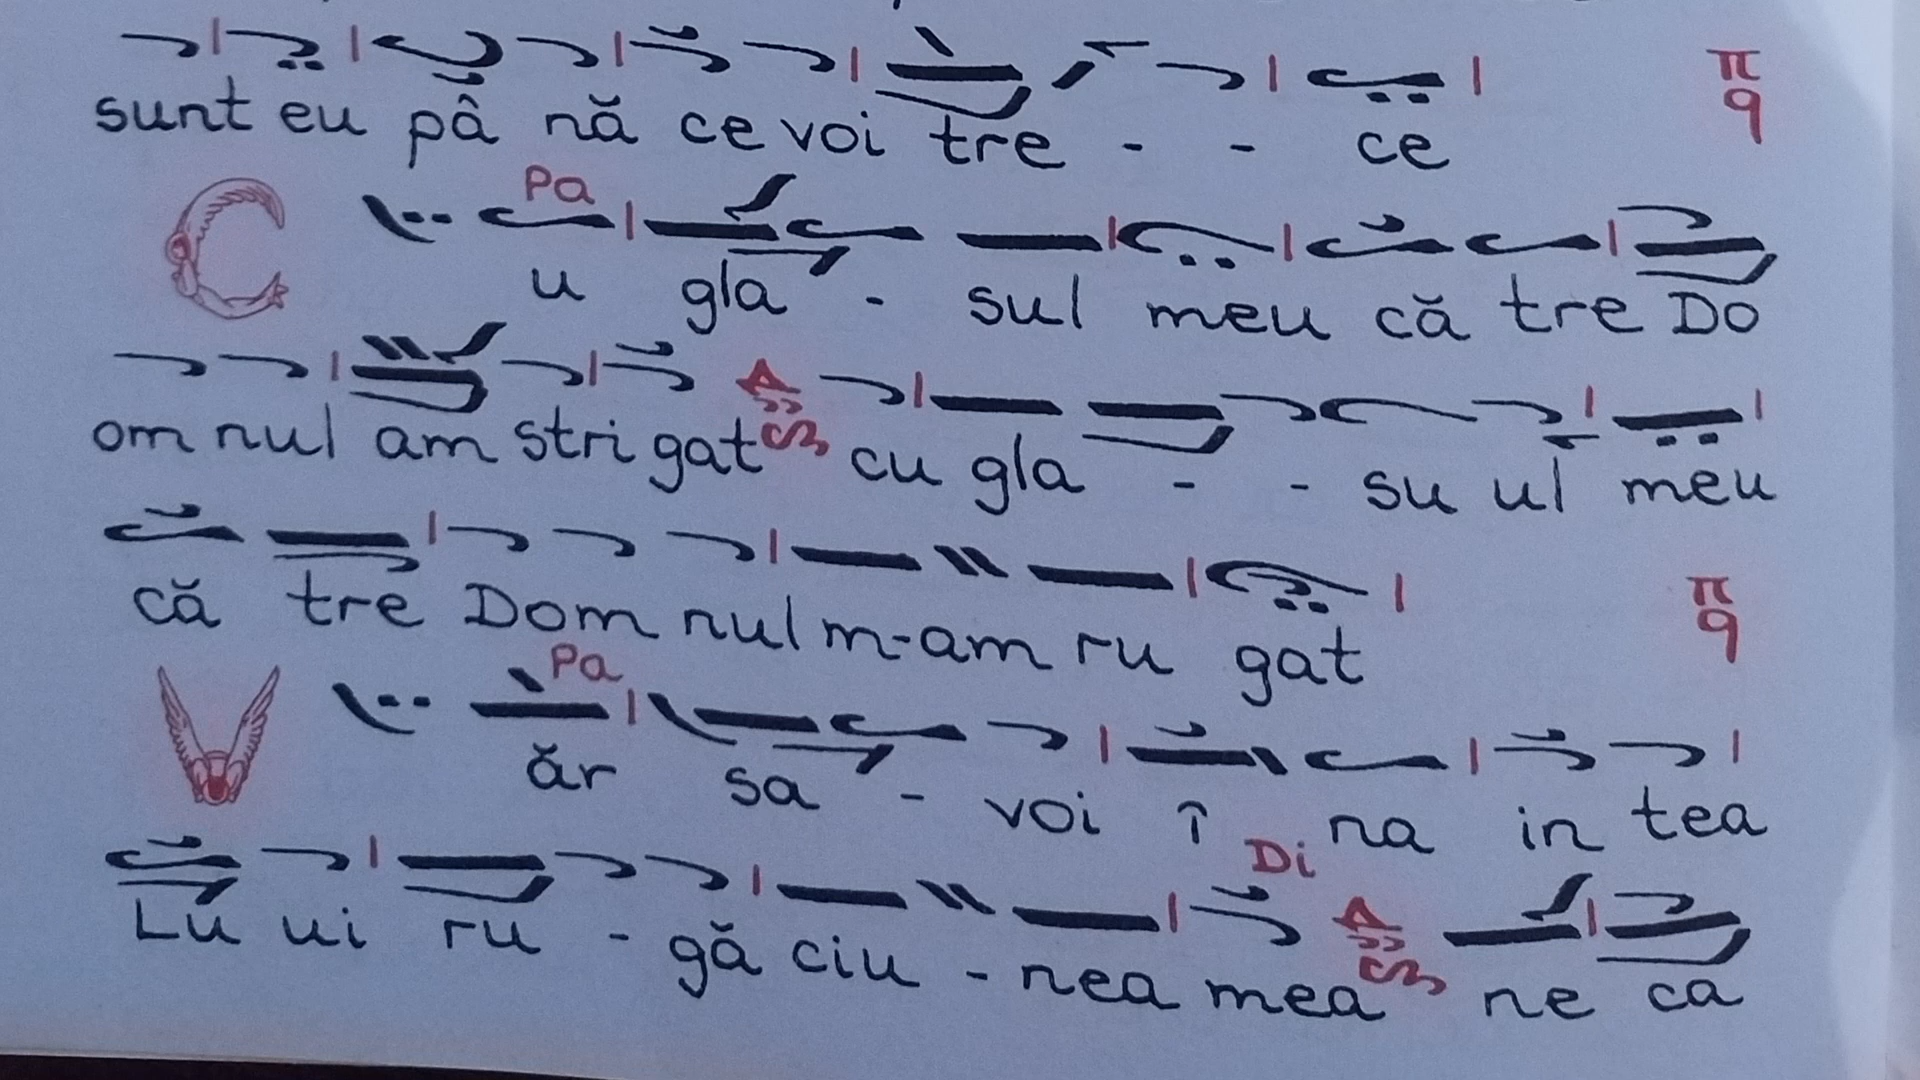 sunt eu pâ nă ce voi tre - - ce π q
Pa
C u gla - sul meu că tre Do
om nul am stri gat Δ cu gla - - su ul meu
că tre Dom nul m-am ru gat π q
Pa
V ăr sa - voi î na in tea
Di
Lu ui ru - gă ciu - nea mea Δ ne ca